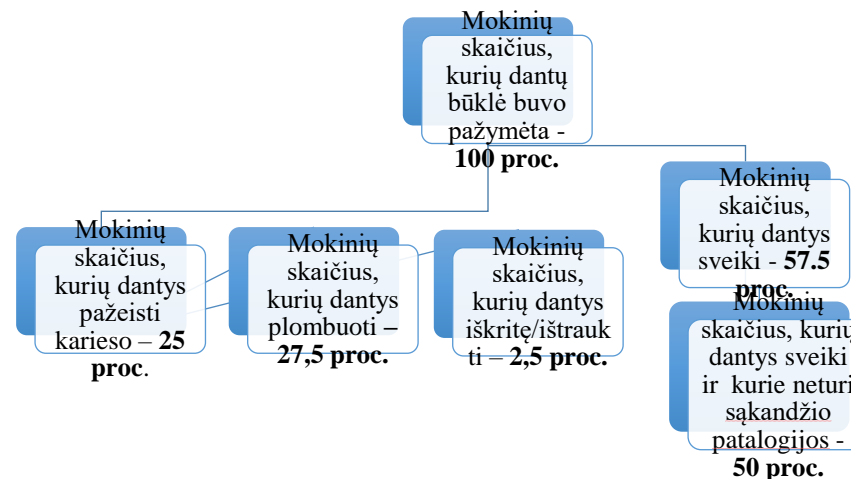 Mokinių
skaičius,
kurių dantų
būklė buvo
pažymėta -
100 proc.
Mokinių
skaičius,
kurių dantys
pažeisti
karieso – 25
proc.
Mokinių
skaičius,
kurių dantys
plombuoti –
27,5 proc.
Mokinių
skaičius,
kurių dantys
iškritę/ištrauk
ti – 2,5 proc.
Mokinių
skaičius,
kurių dantys
sveiki - 57.5
proc.
Mokinių
skaičius, kurių
dantys sveiki
ir kurie neturi
sąkandžio
patalogijos -
50 proc.